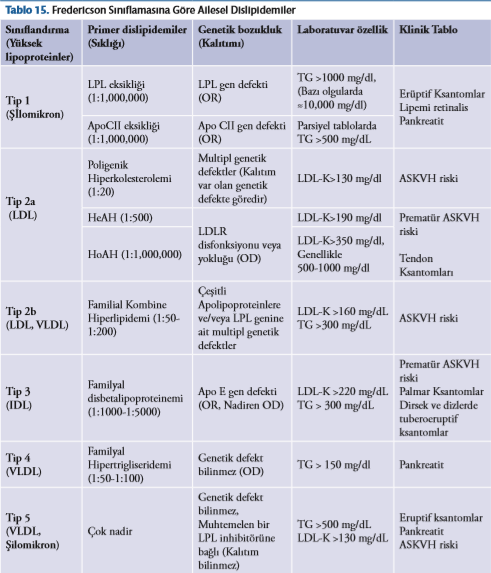 Tablo 15. Fredericson Sınıflamasına Göre Ailesel Dislipidemiler
Sınıflandırma
(Yüksek
lipoproteinler)
Primer dislipidemiler
(Sıklığı)
Genetik bozukluk
(Kalıtımı)
Laboratuvar özellik
Klinik Tablo
Tip 1
(Şİlomikron)
LPL eksikliği
(1:1,000,000)
LPL gen defekti
(OR)
TG >1000 mg/dl,
(Bazı olgularda
≈10,000 mg/dl)
Erüptif Ksantomlar
Lipemi retinalis
Pankreatit
ApoCII eksikliği
(1:1,000,000)
Apo CII gen defekti
(OR)
Parsiyel tablolarda
TG >500 mg/dL
Tip 2a
(LDL)
Poligenik
Hiperkolesterolemi
(1:20)
Multipl genetik
defektler (Kalıtım
var olan genetik
defekte göredir)
LDL-K>130 mg/dl
ASKVH riski
HeAH (1:500)
LDLR
disfonksiyonu veya
yokluğu (OD)
LDL-K>190 mg/dl
Prematür ASKVH
riski
Tendon
Ksantomları
HoAH (1:1,000,000)
LDL-K>350 mg/dl,
Genellikle
500-1000 mg/dl
Tip 2b
(LDL, VLDL)
Familial Kombine
Hiperlipidemi (1:50-
1:200)
Çeşitli
Apolipoproteinlere
ve/veya LPL genine
ait multipl genetik
defektler
LDL-K >160 mg/dL
TG >300 mg/dL
ASKVH riski
Tip 3
(IDL)
Familyal
disbetalipoproteinemi
(1:1000-1:5000)
Apo E gen defekti
(OR, Nadiren OD)
LDL-K >220 mg/dL
TG > 300 mg/dL
Prematür ASKVH
riski
Palmar Ksantomlar
Dirsek ve dizlerde
tuberoeruptif
ksantomlar
Tip 4
(VLDL)
Familyal
Hipertrigliseridemi
(1:50-1:100)
Genetik defekt
bilinmez (OD)
TG > 150 mg/dl
Pankreatit
Tip 5
(VLDL,
Şilomikron)
Çok nadir
Genetik defekt
bilinmez,
Muhtemelen bir
LPL inhibitörüne
bağlı (Kalıtım
bilinmez)
TG >500 mg/dL
LDL-K >130 mg/dL
Eruptif ksantomlar
Pankreatit
ASKVH riski